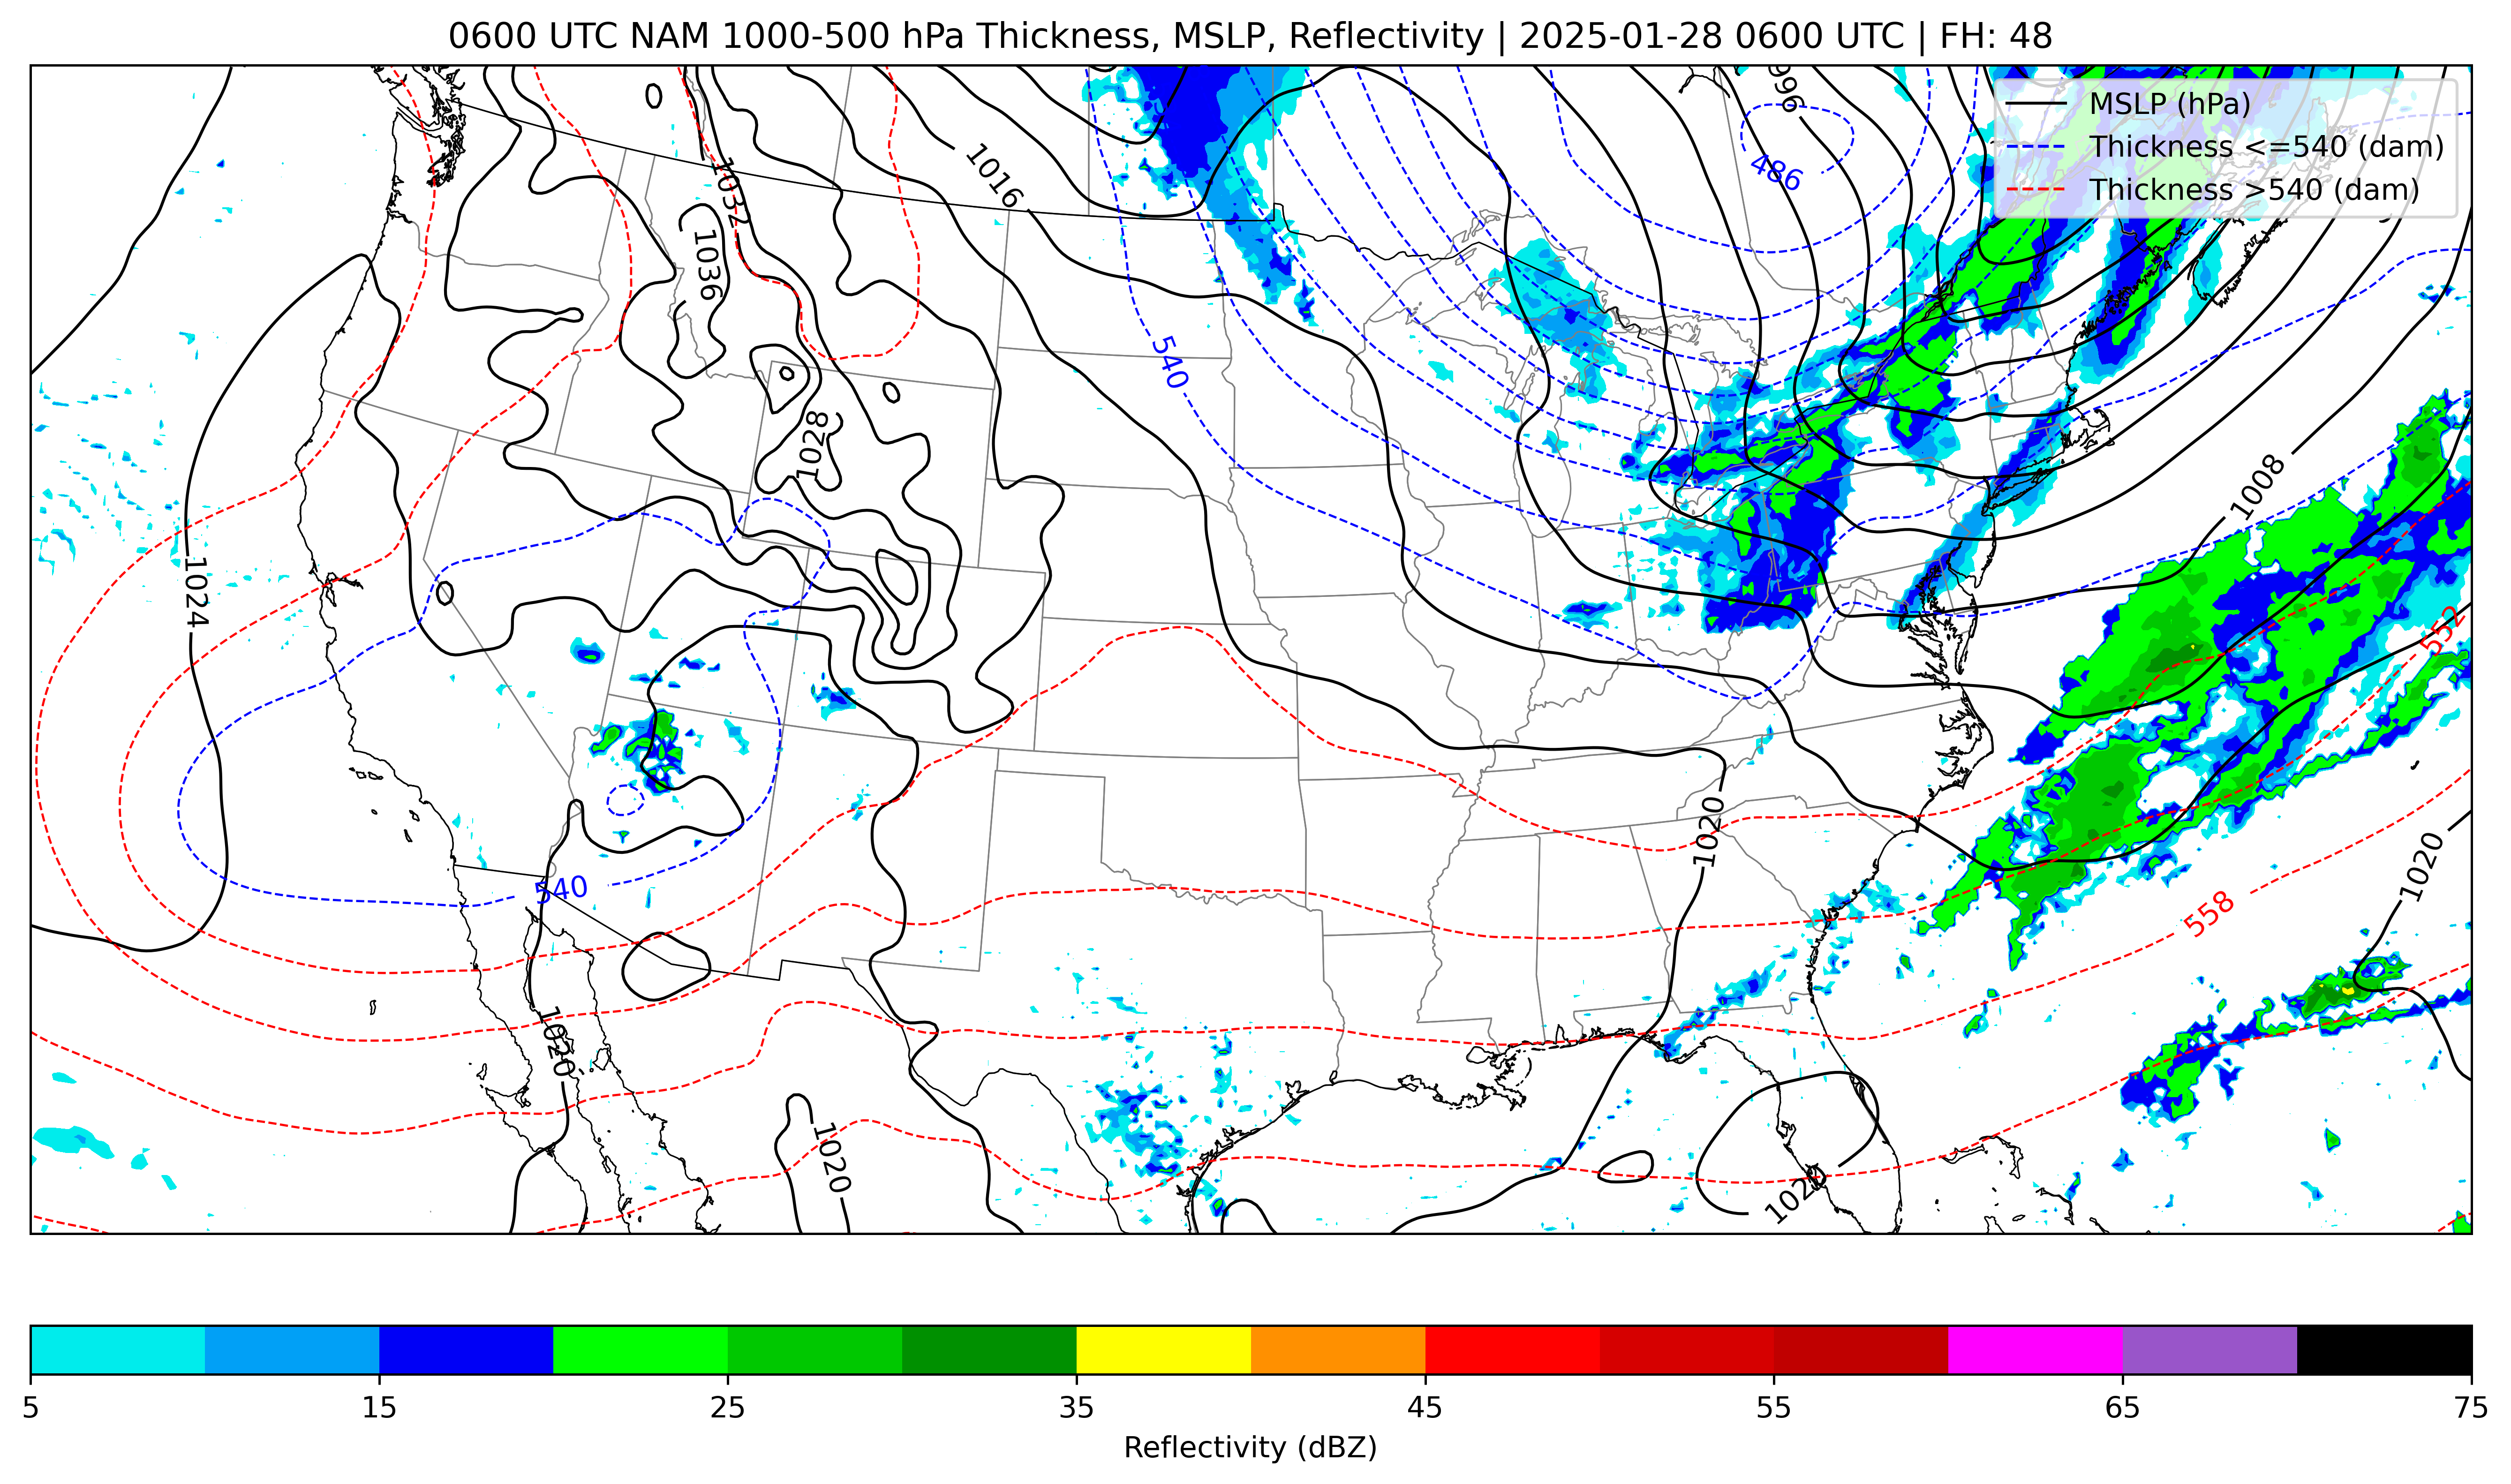 0600 UTC NAM 1000-500 hPa Thickness, MSLP, Reflectivity | 2025-01-28 0600 UTC | FH: 48
MSLP (hPa)
Thickness <=540 (dam)
Thickness >540 (dam)
996
486
1016
1032
1036
540
1028
1008
1024
552
1020
1020
540
558
1020
1020
1020
5 15 25 35 45 55 65 75
Reflectivity (dBZ)